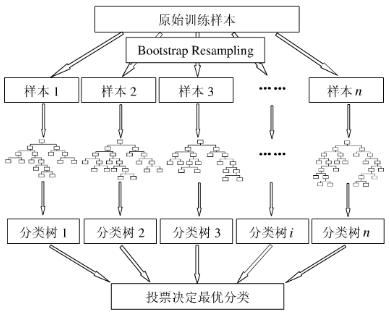 原始训练样本
Bootstrap Resampling
样本 1
样本 2
样本 3
……
样本 n
……
分类树 1
分类树 2
分类树 3
分类树 i
分类树 n
投票决定最优分类